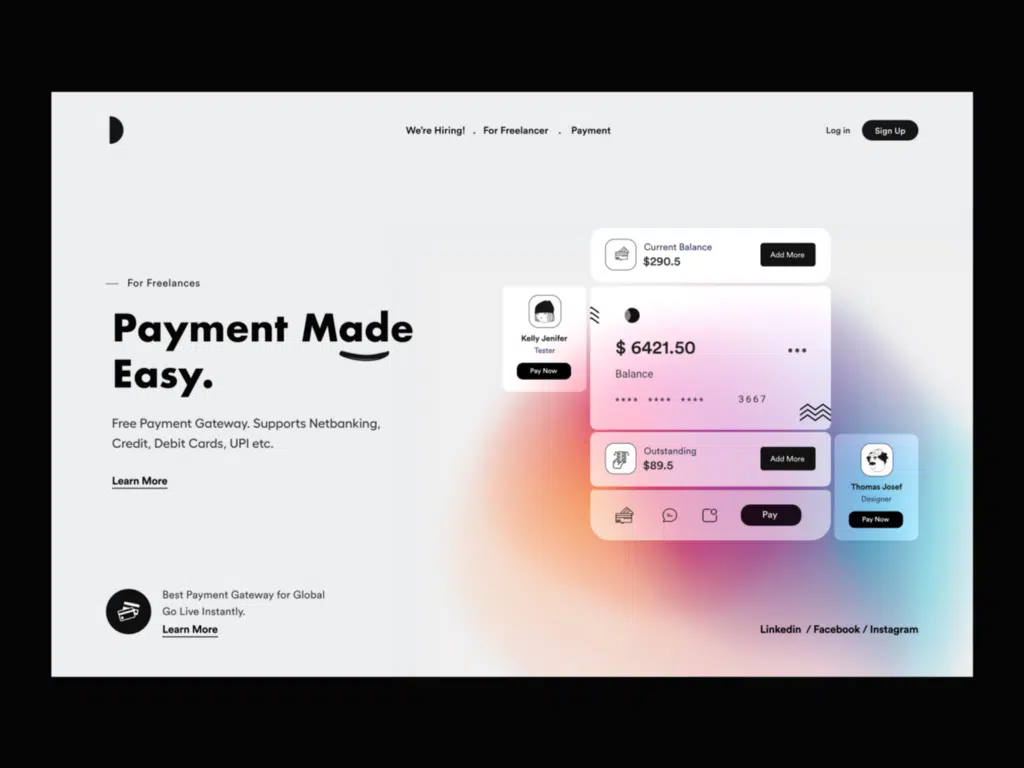 We're Hiring! . For Freelancer . Payment
Log in
Sign Up
Current Balance
$290.5
Add More
Kelly Jenifer
Tester
Pay Now
$ 6421.50
Balance
**** **** **** 3667
Outstanding
$89.5
Add More
Pay
Thomas Josef
Designer
Pay Now
For Freelances
Payment Made
Easy.
Free Payment Gateway. Supports Netbanking,
Credit, Debit Cards, UPI etc.
Learn More
Best Payment Gateway for Global
Go Live Instantly.
Learn More
Linkedin / Facebook / Instagram